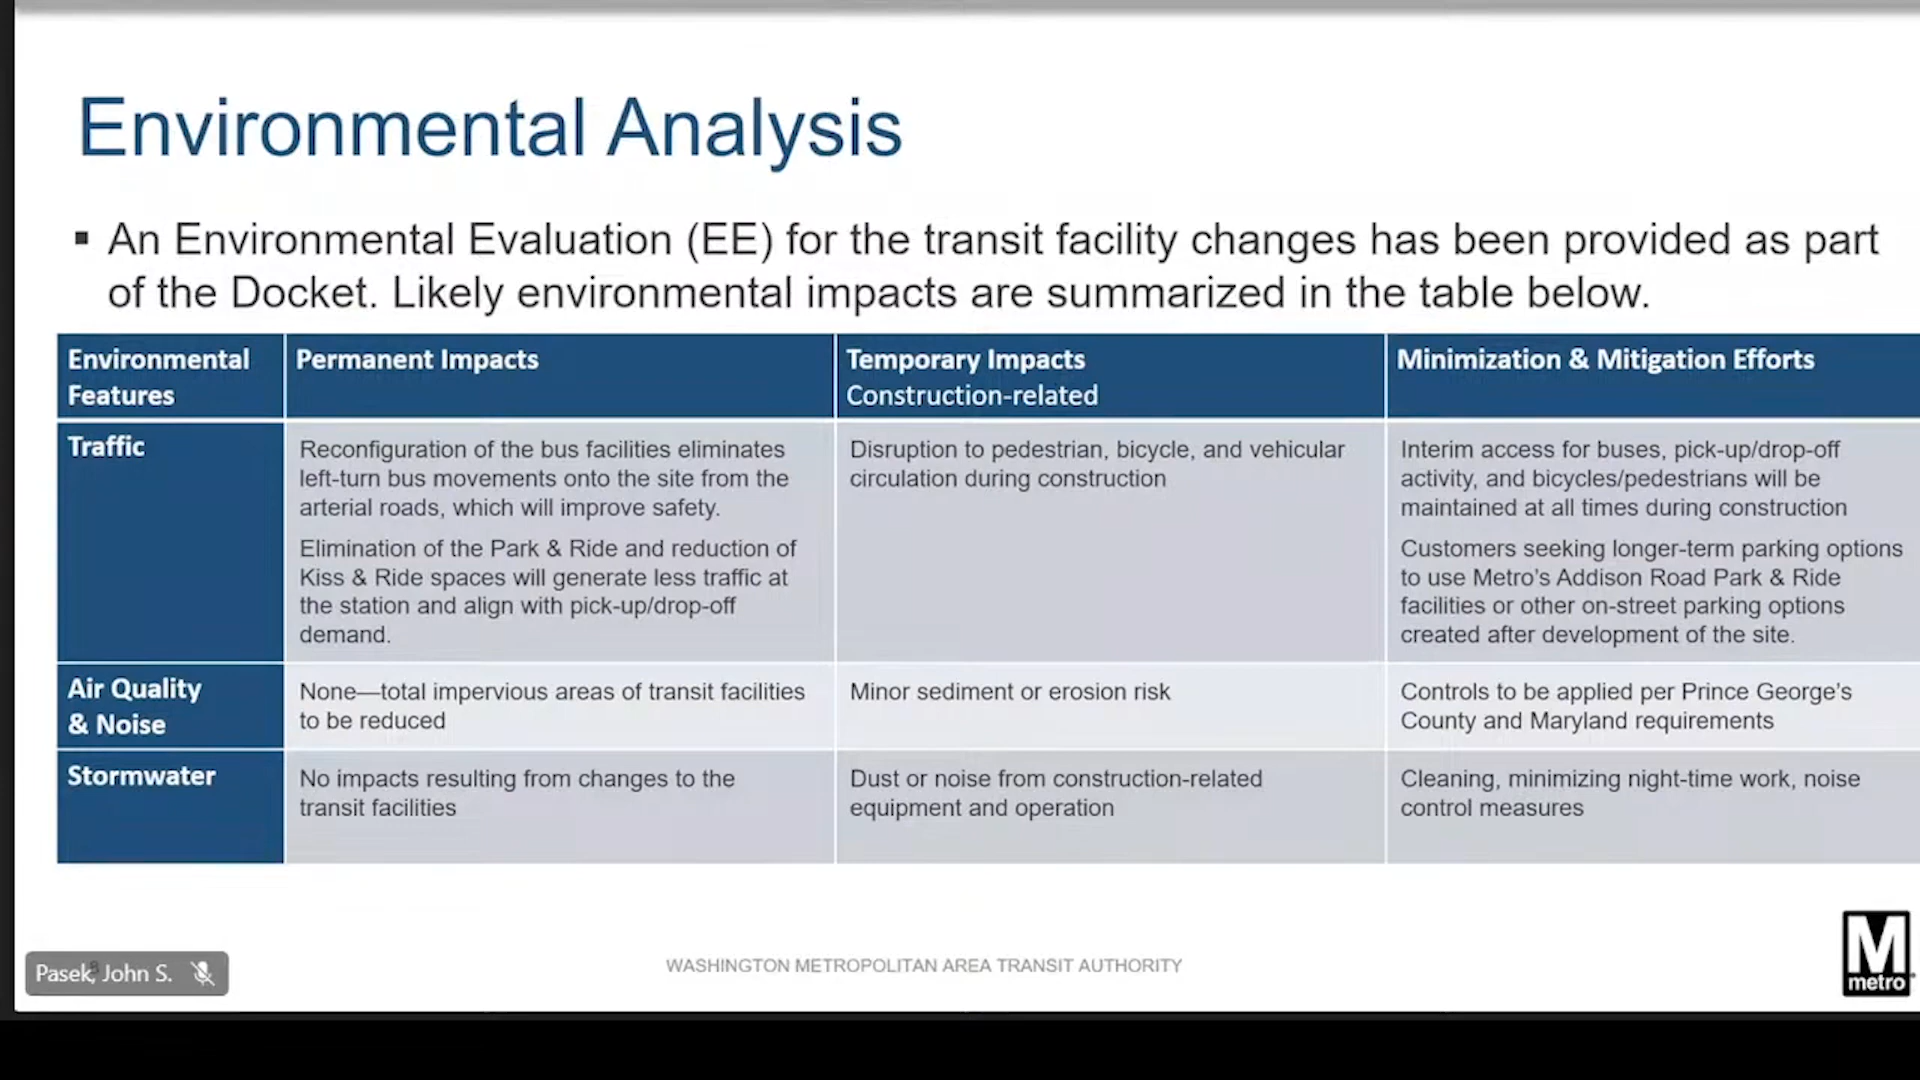 Environmental Analysis
▪ An Environmental Evaluation (EE) for the transit facility changes has been provided as part
of the Docket. Likely environmental impacts are summarized in the table below.
Environmental
Features
Permanent Impacts
Temporary Impacts
Construction-related
Minimization & Mitigation Efforts
Traffic
Reconfiguration of the bus facilities eliminates
left-turn bus movements onto the site from the
arterial roads, which will improve safety.
Elimination of the Park & Ride and reduction of
Kiss & Ride spaces will generate less traffic at
the station and align with pick-up/drop-off
demand.
Disruption to pedestrian, bicycle, and vehicular
circulation during construction
Interim access for buses, pick-up/drop-off
activity, and bicycles/pedestrians will be
maintained at all times during construction
Customers seeking longer-term parking options
to use Metro's Addison Road Park & Ride
facilities or other on-street parking options
created after development of the site.
Air Quality
& Noise
None—total impervious areas of transit facilities
to be reduced
Minor sediment or erosion risk
Controls to be applied per Prince George's
County and Maryland requirements
Stormwater
No impacts resulting from changes to the
transit facilities
Dust or noise from construction-related
equipment and operation
Cleaning, minimizing night-time work, noise
control measures
Pasek, John S.
WASHINGTON METROPOLITAN AREA TRANSIT AUTHORITY
M
metro